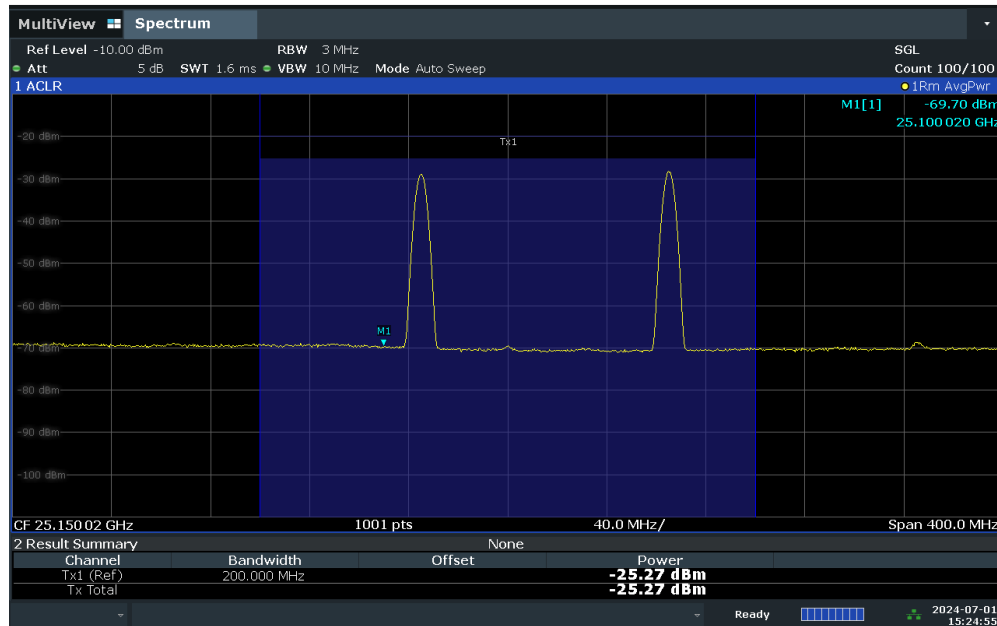 MultiView Spectrum
Ref Level -10.00 dBm RBW 3 MHz SGL
Att 5 dB SWT 1.6 ms VBW 10 MHz Mode Auto Sweep Count 100/100
1 ACLR 1Rm AvgPwr
M1[1] -69.70 dBm
25.100 020 GHz
-20 dBm
Tx1
-30 dBm
-40 dBm
-50 dBm
-60 dBm
M1
-70 dBm
-80 dBm
-90 dBm
-100 dBm
CF 25.150 02 GHz 1001 pts 40.0 MHz/ Span 400.0 MHz
2 Result Summary None
Channel Bandwidth Offset Power
Tx1 (Ref) 200.000 MHz -25.27 dBm
Tx Total -25.27 dBm
Ready 2024-07-01
15:24:55